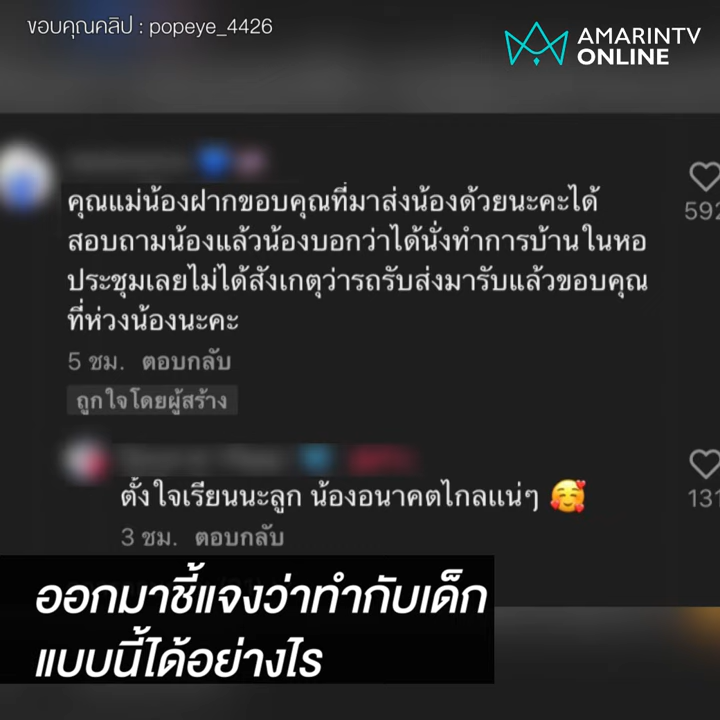 ขอบคุณคลิป : popeye_4426
AMARINTV
ONLINE
คุณแม่น้องฝากขอบคุณที่มาส่งน้องด้วยนะคะได้
สอบถามน้องแล้วน้องบอกว่าได้นั่งทำการบ้านในหอ
ประชุมเลยไม่ได้สังเกตุว่ารถรับส่งมารับแล้วขอบคุณ
ที่ห่วงน้องนะคะ
592
5 ชม. ตอบกลับ
ถูกใจโดยผู้สร้าง
ตั้งใจเรียนนะลูก น้องอนาคตไกลแน่ๆ 🥰
131
3 ชม. ตอบกลับ
ออกมาชี้แจงว่าทำกับเด็ก
แบบนี้ได้อย่างไร